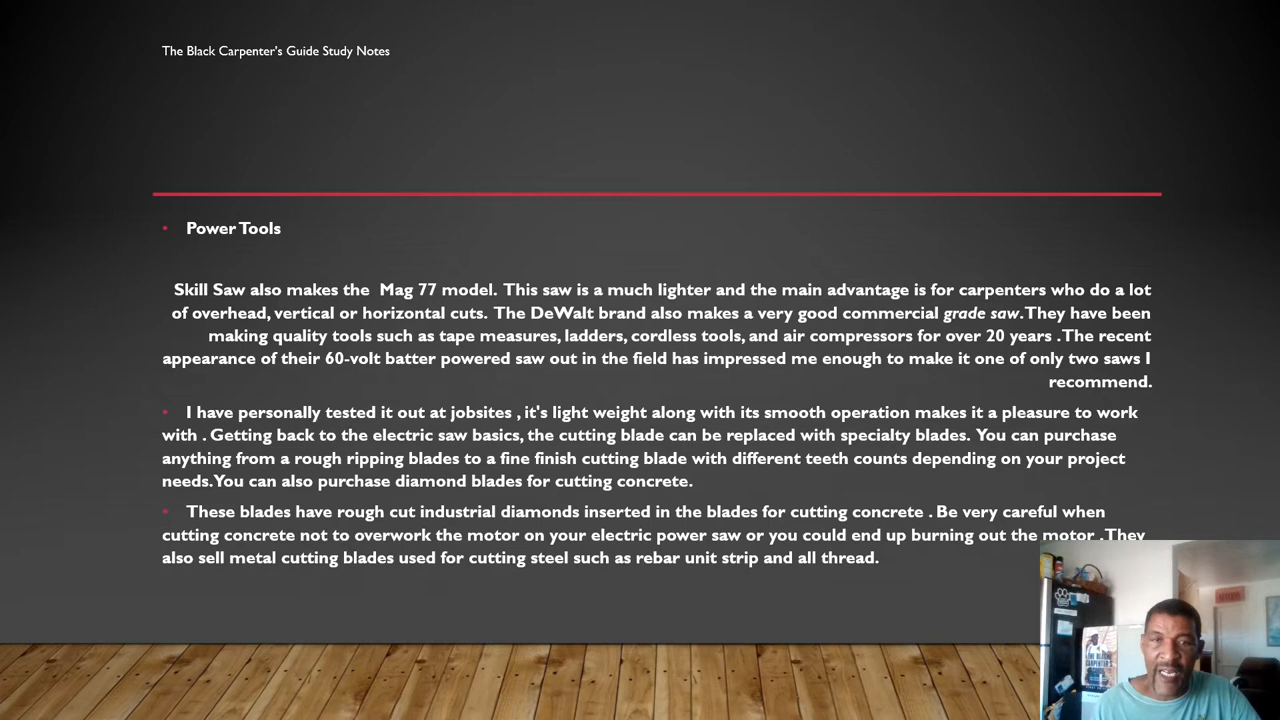 The Black Carpenter's Guide Study Notes
• Power Tools
Skill Saw also makes the  Mag 77 model. This saw is a much lighter and the main advantage is for carpenters who do a lot
of overhead, vertical or horizontal cuts. The DeWalt brand also makes a very good commercial grade saw.They have been
making quality tools such as tape measures, ladders, cordless tools, and air compressors for over 20 years .The recent
appearance of their 60-volt batter powered saw out in the field has impressed me enough to make it one of only two saws I
recommend.
• I have personally tested it out at jobsites , it's light weight along with its smooth operation makes it a pleasure to work
with . Getting back to the electric saw basics, the cutting blade can be replaced with specialty blades. You can purchase
anything from a rough ripping blades to a fine finish cutting blade with different teeth counts depending on your project
needs.You can also purchase diamond blades for cutting concrete.
• These blades have rough cut industrial diamonds inserted in the blades for cutting concrete . Be very careful when
cutting concrete not to overwork the motor on your electric power saw or you could end up burning out the motor .They
also sell metal cutting blades used for cutting steel such as rebar unit strip and all thread.
THE BLACK
CARPENTER'S